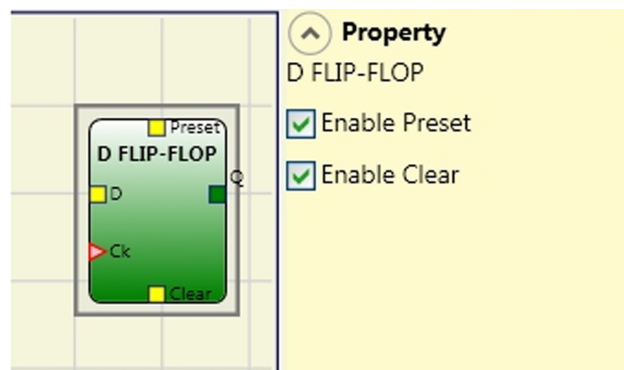 Property
D FLIP-FLOP
Enable Preset
Enable Clear
Preset
D FLIP-FLOP
Q
D
Ck
Clear